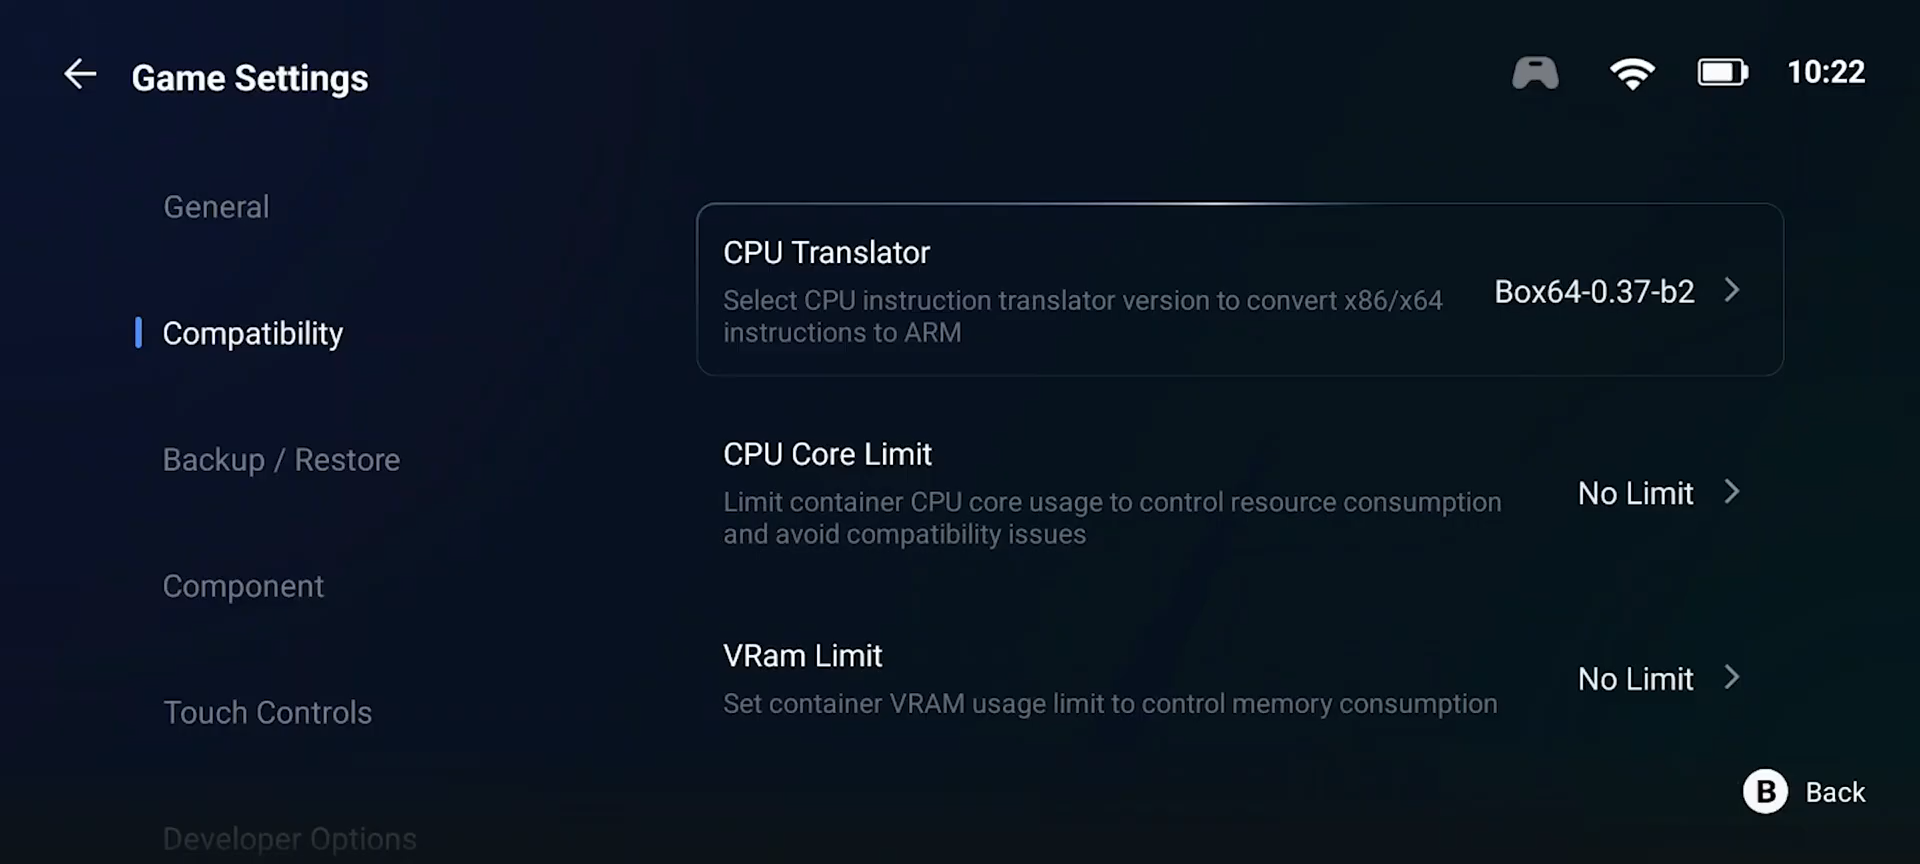 Game Settings
10:22
General
Compatibility
Backup / Restore
Component
Touch Controls
Developer Options
CPU Translator
Select CPU instruction translator version to convert x86/x64
instructions to ARM
Box64-0.37-b2
CPU Core Limit
Limit container CPU core usage to control resource consumption
and avoid compatibility issues
No Limit
VRam Limit
Set container VRAM usage limit to control memory consumption
No Limit
B Back